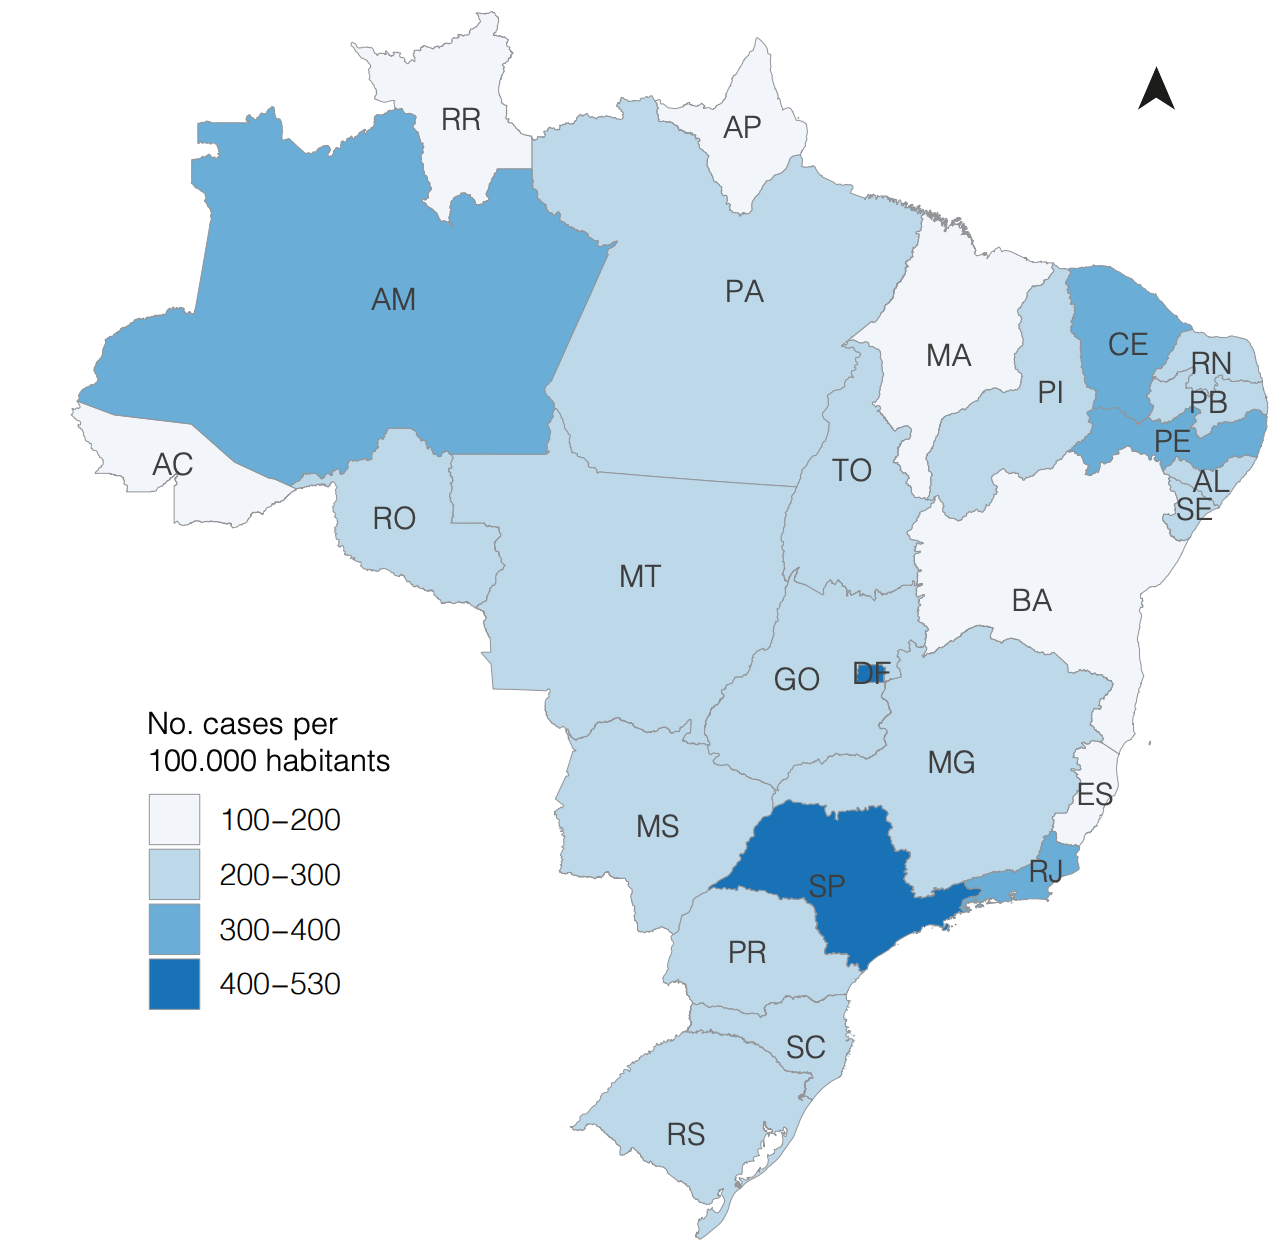 RR
AP
AM
PA
MA
CE
RN
PI
PB
PE
AC
TO
AL
SE
RO
MT
BA
GO
DF
MG
ES
MS
RJ
SP
PR
SC
RS
No. cases per
100.000 habitants
100–200
200–300
300–400
400–530